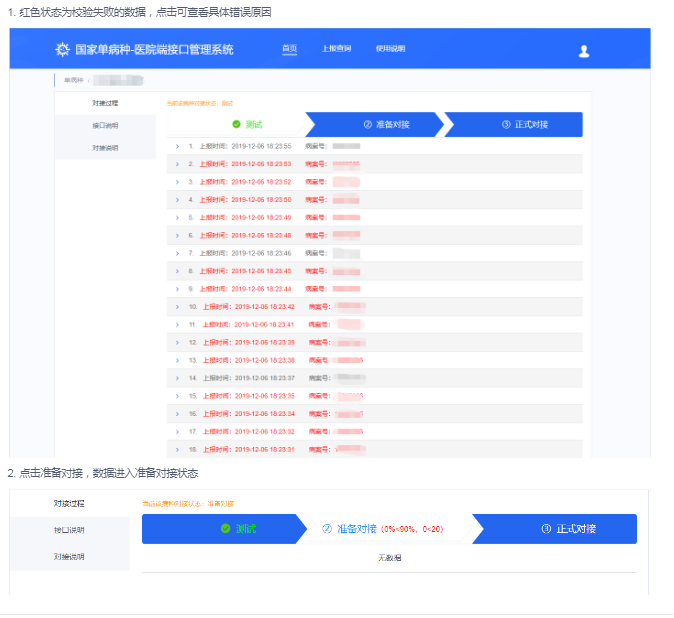 1. 红色状态为校验失败的数据，点击可查看具体错误原因
国家单病种-医院端接口管理系统 首页 上报查询 使用说明
单病种 /
对接过程
接口说明
对接说明
当前该病种对接状态：测试
测试 ② 准备对接 ③ 正式对接
1. 上报时间：2019-12-06 18:23:55 病案号：
2. 上报时间：2019-12-06 18:23:53 病案号：
3. 上报时间：2019-12-06 18:23:52 病案号：
4. 上报时间：2019-12-06 18:23:50 病案号：
5. 上报时间：2019-12-06 18:23:49 病案号：
6. 上报时间：2019-12-06 18:23:48 病案号：
7. 上报时间：2019-12-06 18:23:46 病案号：
8. 上报时间：2019-12-06 18:23:45 病案号：
9. 上报时间：2019-12-06 18:23:44 病案号：
10. 上报时间：2019-12-06 18:23:42 病案号：
11. 上报时间：2019-12-06 18:23:41 病案号：
12. 上报时间：2019-12-06 18:23:39 病案号：
13. 上报时间：2019-12-06 18:23:38 病案号：
14. 上报时间：2019-12-06 18:23:37 病案号：
15. 上报时间：2019-12-06 18:23:35 病案号：
16. 上报时间：2019-12-06 18:23:34 病案号：
17. 上报时间：2019-12-06 18:23:32 病案号：
18. 上报时间：2019-12-06 18:23:31 病案号：
2. 点击准备对接，数据进入准备对接状态
对接过程
接口说明
对接说明
当前该病种对接状态：准备对接
测试 ② 准备对接 (0%<90%，0<20) ③ 正式对接
无数据